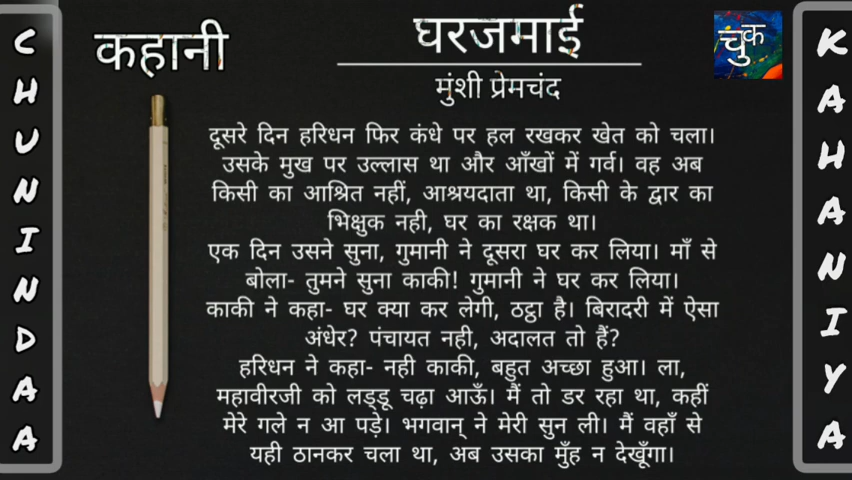 CHUNINDAA
कहानी
घरजमाई
मुंशी प्रेमचंद
चुक
दूसरे दिन हरिधन फिर कंधे पर हल रखकर खेत को चला।
उसके मुख पर उल्लास था और आँखों में गर्व। वह अब
किसी का आश्रित नहीं, आश्रयदाता था, किसी के द्वार का
भिक्षुक नही, घर का रक्षक था।
एक दिन उसने सुना, गुमानी ने दूसरा घर कर लिया। माँ से
बोला- तुमने सुना काकी! गुमानी ने घर कर लिया।
काकी ने कहा- घर क्या कर लेगी, ठट्ठा है। बिरादरी में ऐसा
अंधेर? पंचायत नही, अदालत तो हैं?
हरिधन ने कहा- नही काकी, बहुत अच्छा हुआ। ला,
महावीरजी को लड्डू चढ़ा आऊँ। मैं तो डर रहा था, कहीं
मेरे गले न आ पड़े। भगवान् ने मेरी सुन ली। मैं वहाँ से
यही ठानकर चला था, अब उसका मुँह न देखूँगा।
KAHANIYA